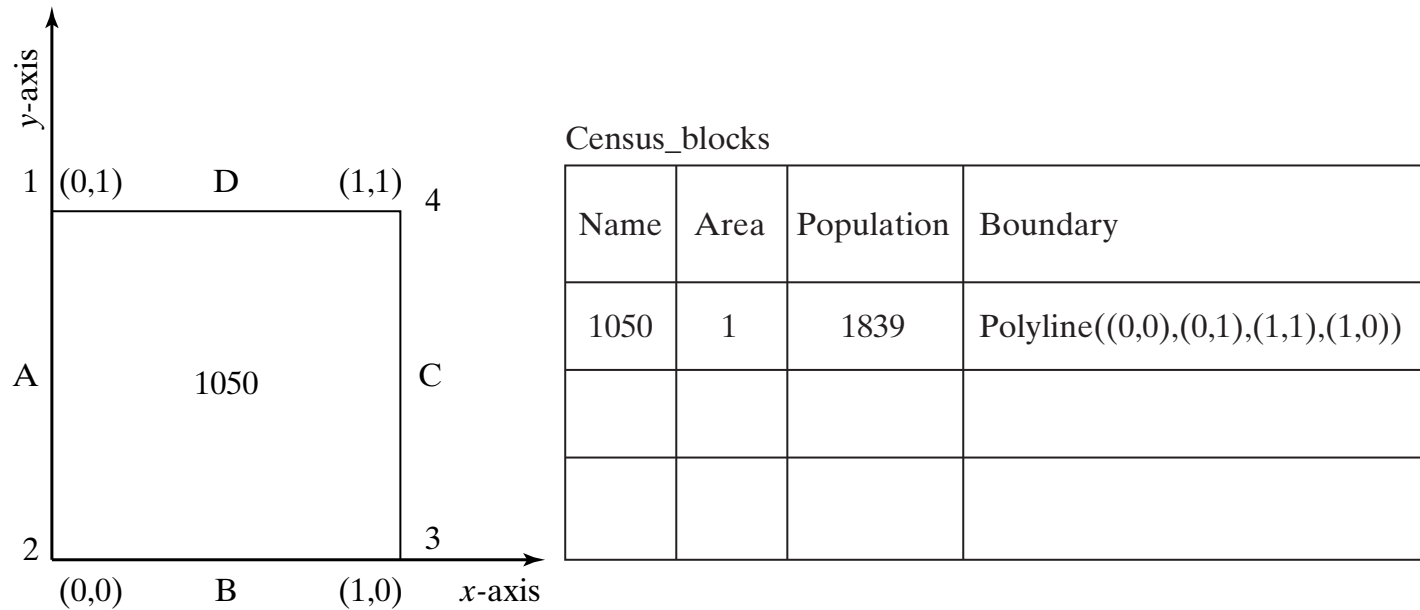 y-axis
1 (0,1) D (1,1) 4
A 1050 C
2 3
(0,0) B (1,0) x-axis
Census_blocks
Name Area Population Boundary
1050 1 1839 Polyline((0,0),(0,1),(1,1),(1,0))